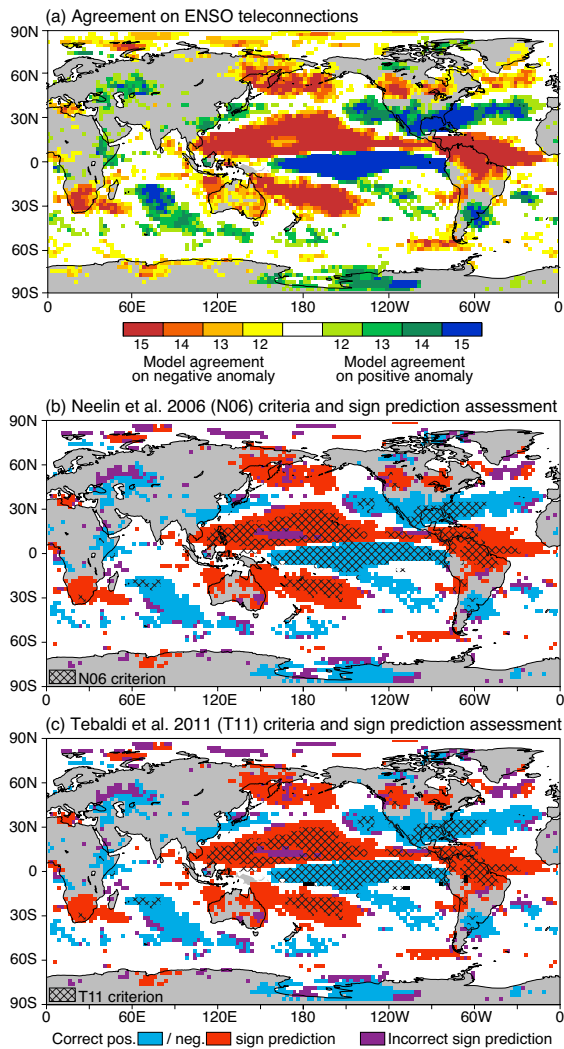 (a) Agreement on ENSO teleconnections
90N
60N
30N
0
30S
60S
90S
0 60E 120E 180 120W 60W 0
15 14 13 12 12 13 14 15
Model agreement on negative anomaly
Model agreement on positive anomaly
(b) Neelin et al. 2006 (N06) criteria and sign prediction assessment
90N
60N
30N
0
30S
60S
90S
N06 criterion
0 60E 120E 180 120W 60W 0
(c) Tebaldi et al. 2011 (T11) criteria and sign prediction assessment
90N
60N
30N
0
30S
60S
90S
T11 criterion
0 60E 120E 180 120W 60W 0
Correct pos. / neg. sign prediction Incorrect sign prediction